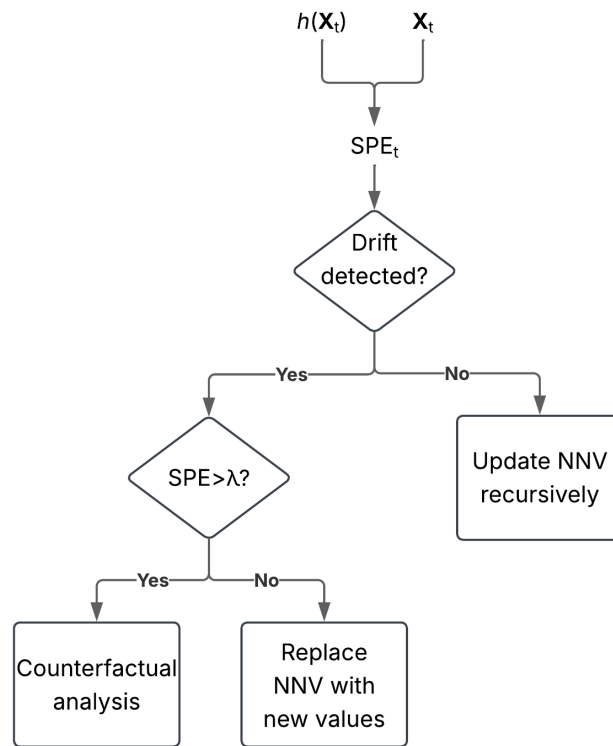 h(Xₜ) Xₜ
SPEₜ
Drift
detected?
Yes No
SPE>λ?
Update NNV
recursively
Yes No
Counterfactual
analysis
Replace
NNV with
new values